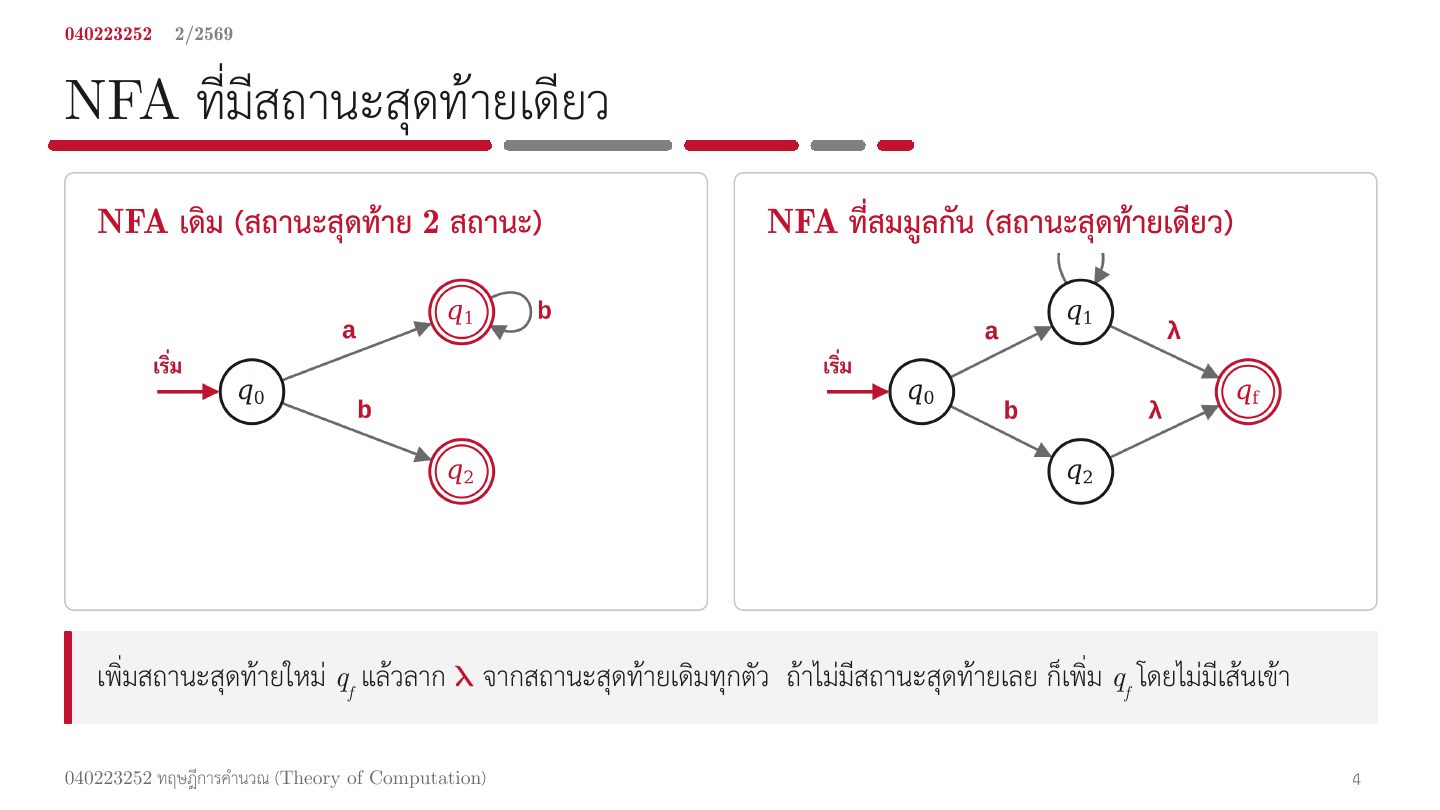 040223252 2/2569
NFA ที่มีสถานะสุดท้ายเดียว
NFA เดิม (สถานะสุดท้าย 2 สถานะ)
เริ่ม
q0
a
b
q1
b
q2
NFA ที่สมมูลกัน (สถานะสุดท้ายเดียว)
เริ่ม
q0
a
b
q1
q2
λ
λ
qf
เพิ่มสถานะสุดท้ายใหม่ qf แล้วลาก λ จากสถานะสุดท้ายเดิมทุกตัว ถ้าไม่มีสถานะสุดท้ายเลย ก็เพิ่ม qf โดยไม่มีเส้นเข้า
040223252 ทฤษฎีการคำนวณ (Theory of Computation)
4